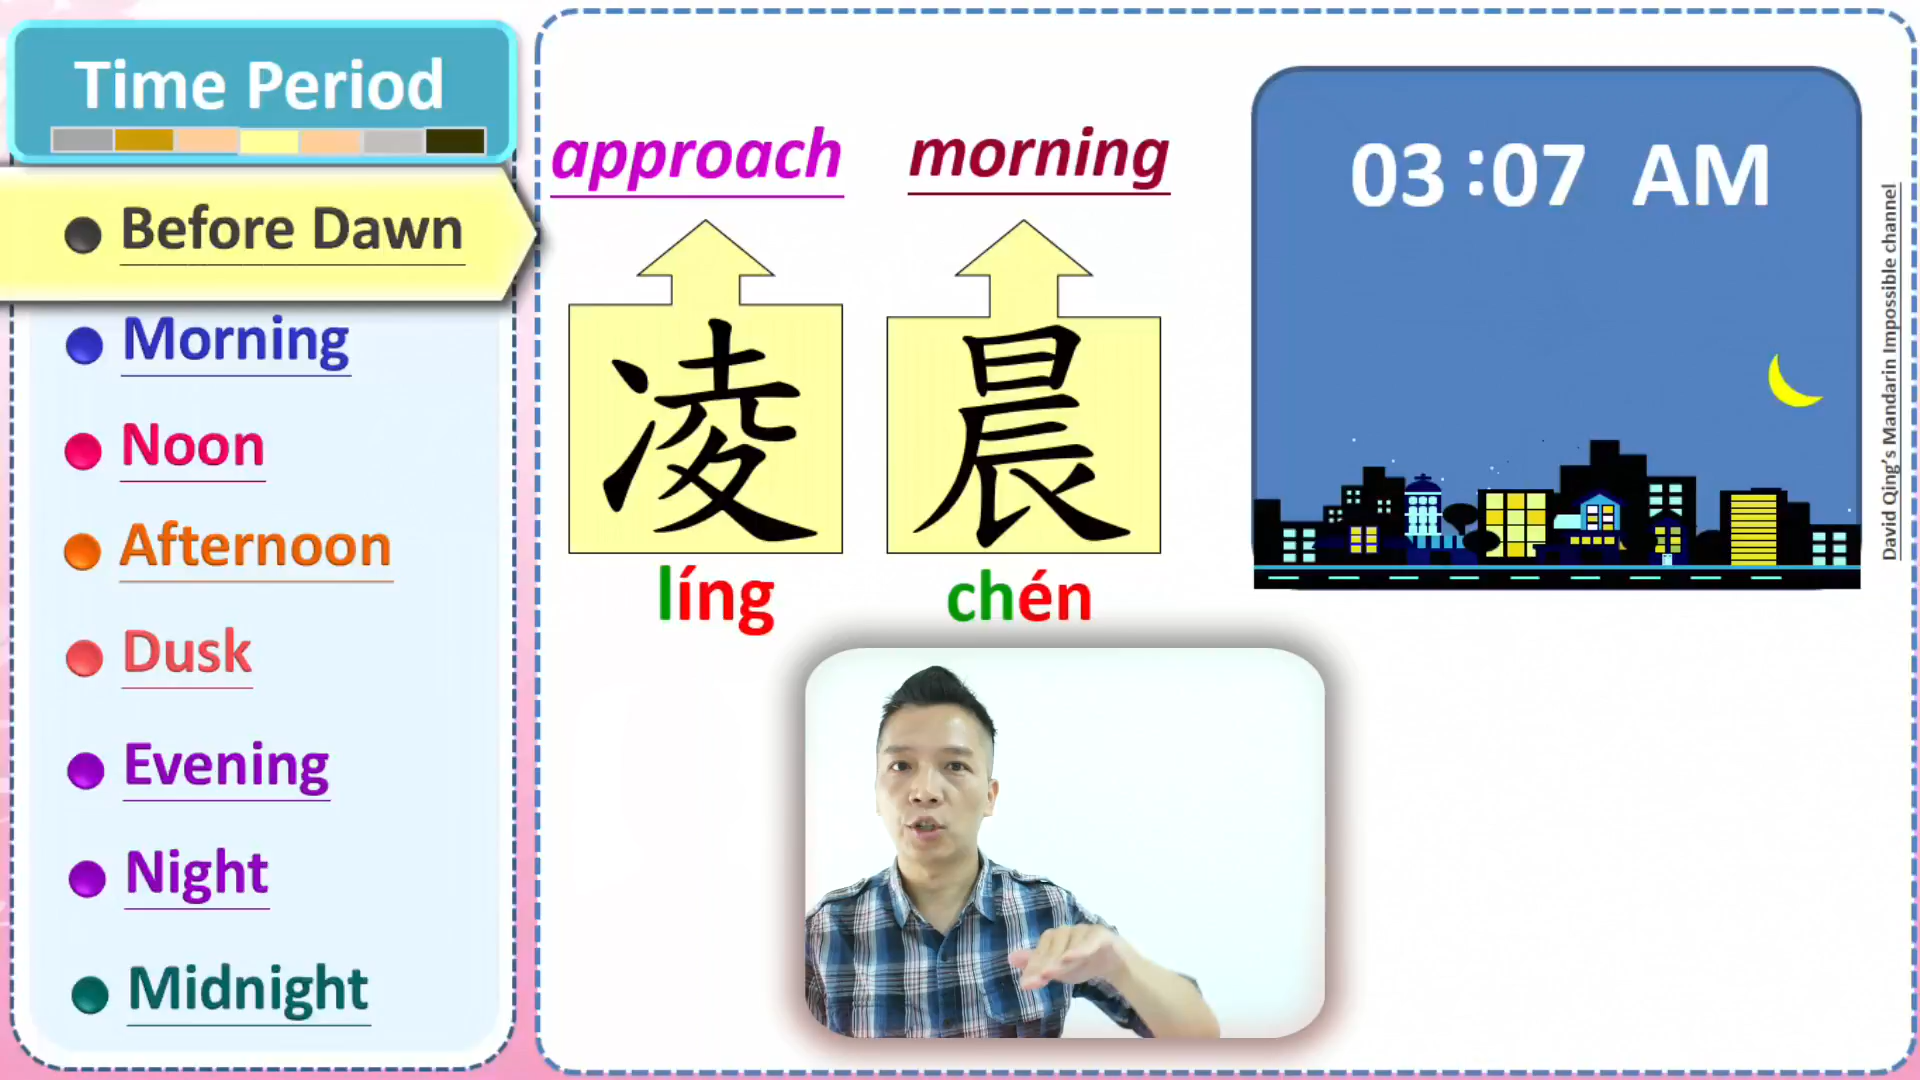 Time Period
Before Dawn
Morning
Noon
Afternoon
Dusk
Evening
Night
Midnight
approach morning
凌晨
líng chén
03:07 AM
David Qing's Mandarin Impossible channel